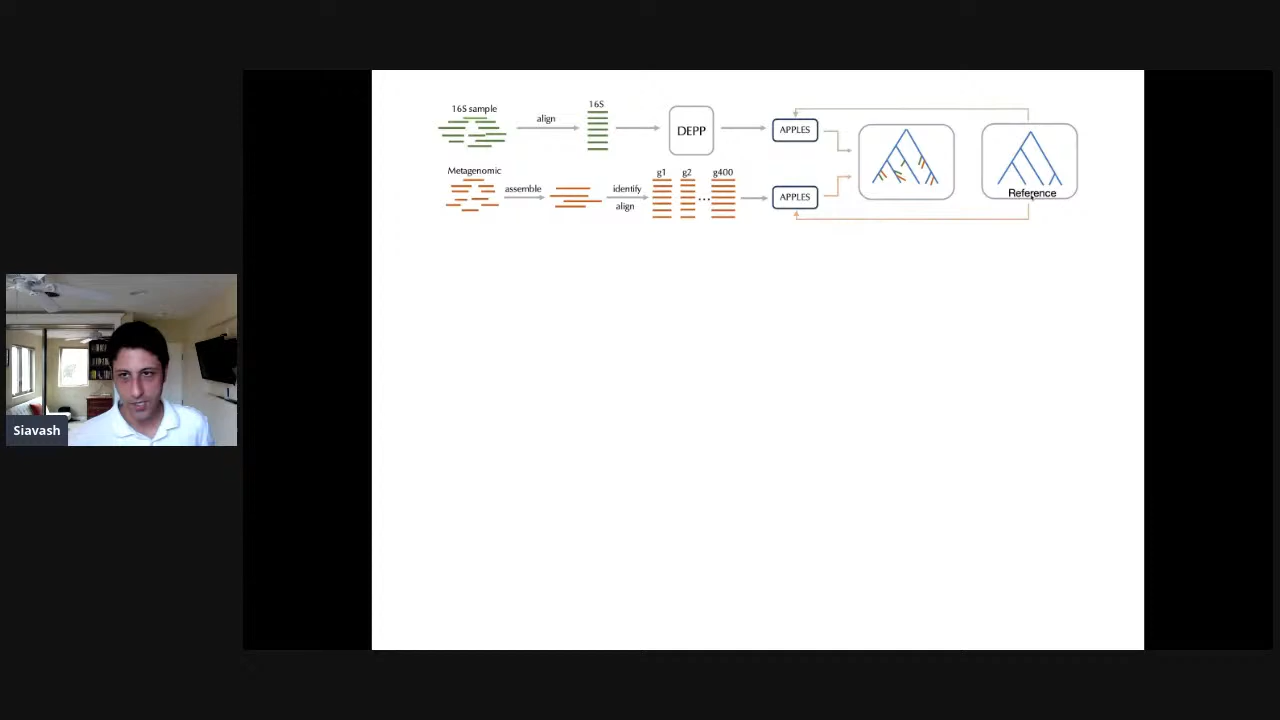 16S sample
align
16S
DEPP
APPLES
Metagenomic
assemble
identify
align
g1 g2 g400
...
APPLES
Reference
Siavash